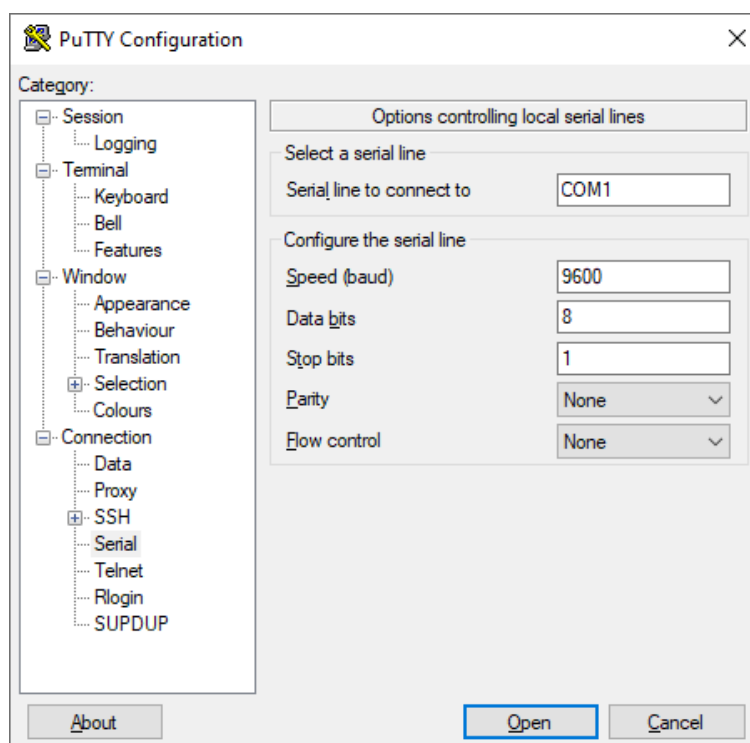 PuTTY Configuration
Category:
Session
Logging
Terminal
Keyboard
Bell
Features
Window
Appearance
Behaviour
Translation
Selection
Colours
Connection
Data
Proxy
SSH
Serial
Telnet
Rlogin
SUPDUP
Options controlling local serial lines
Select a serial line
Serial line to connect to COM1
Configure the serial line
Speed (baud) 9600
Data bits 8
Stop bits 1
Parity None
Flow control None
About Open Cancel